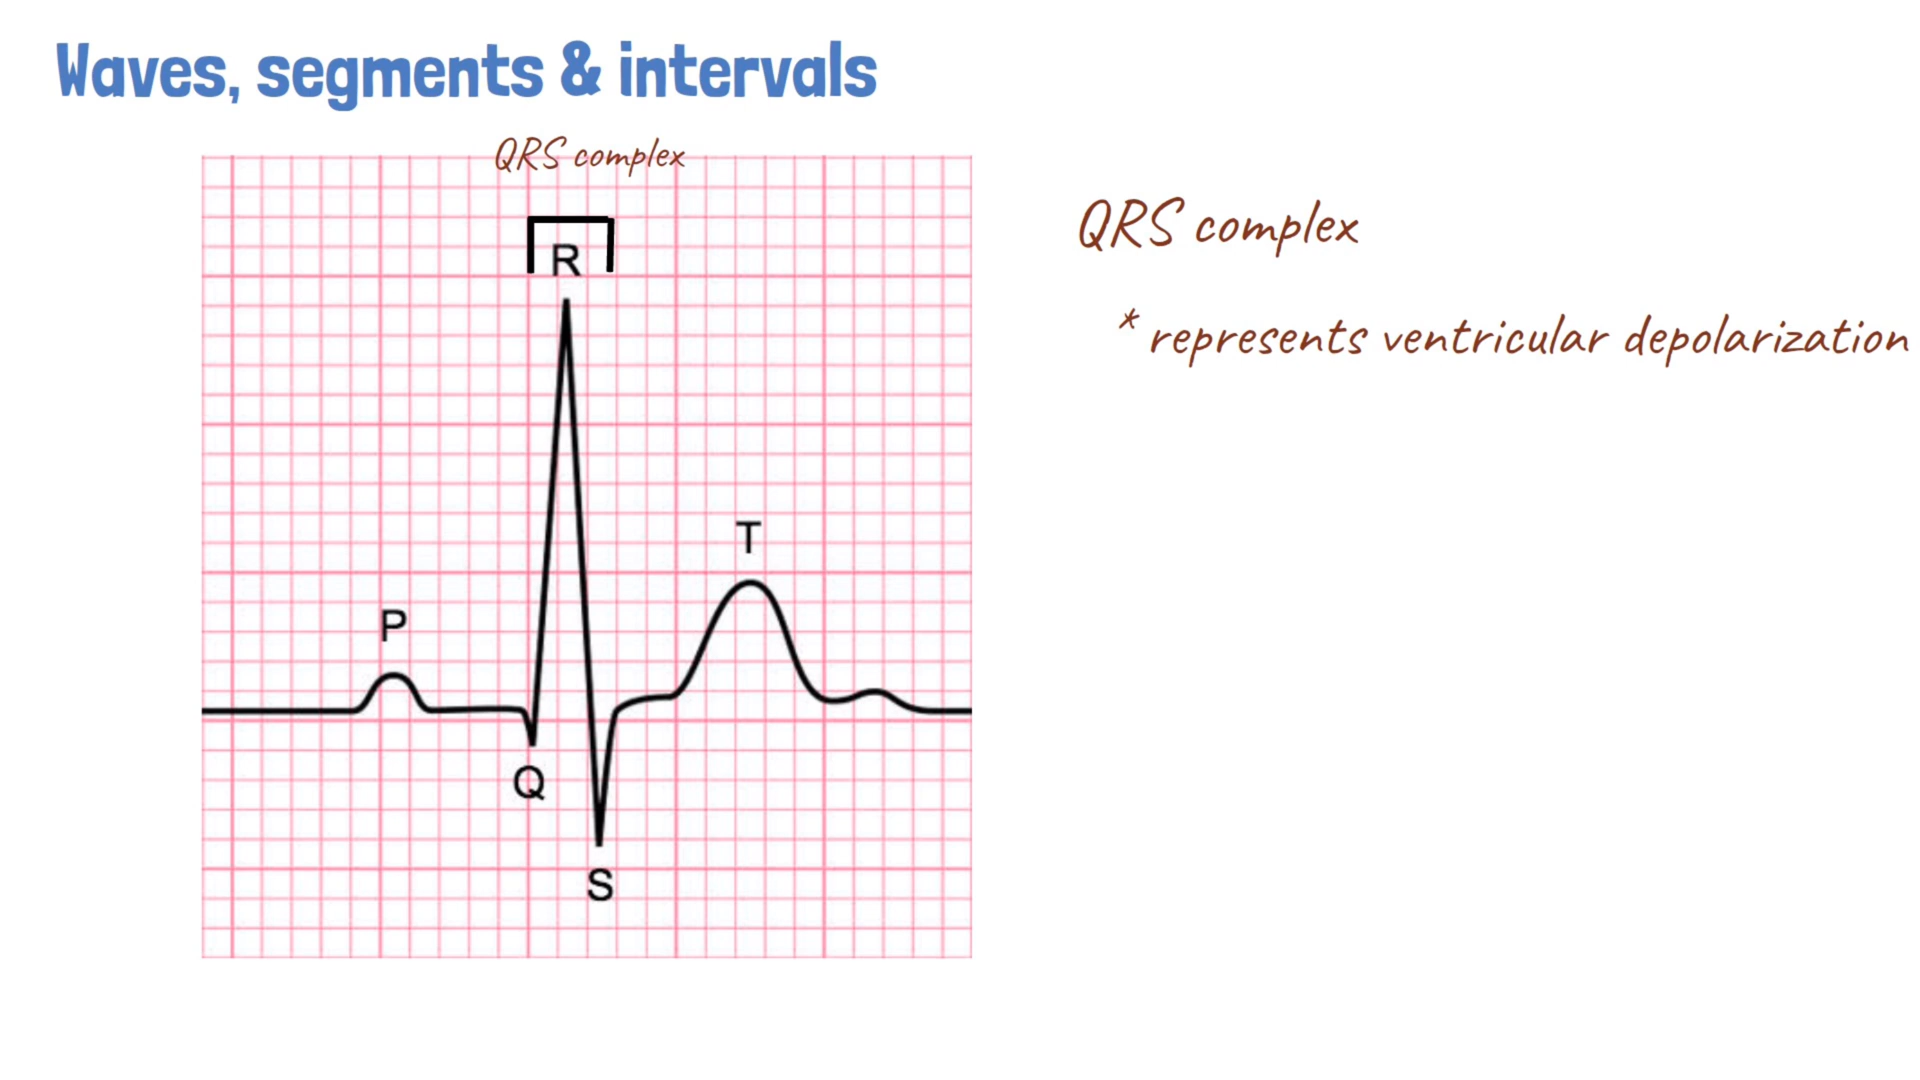 Waves, segments & intervals
QRS complex
R
QRS complex
* represents ventricular depolarization
T
P
Q
S